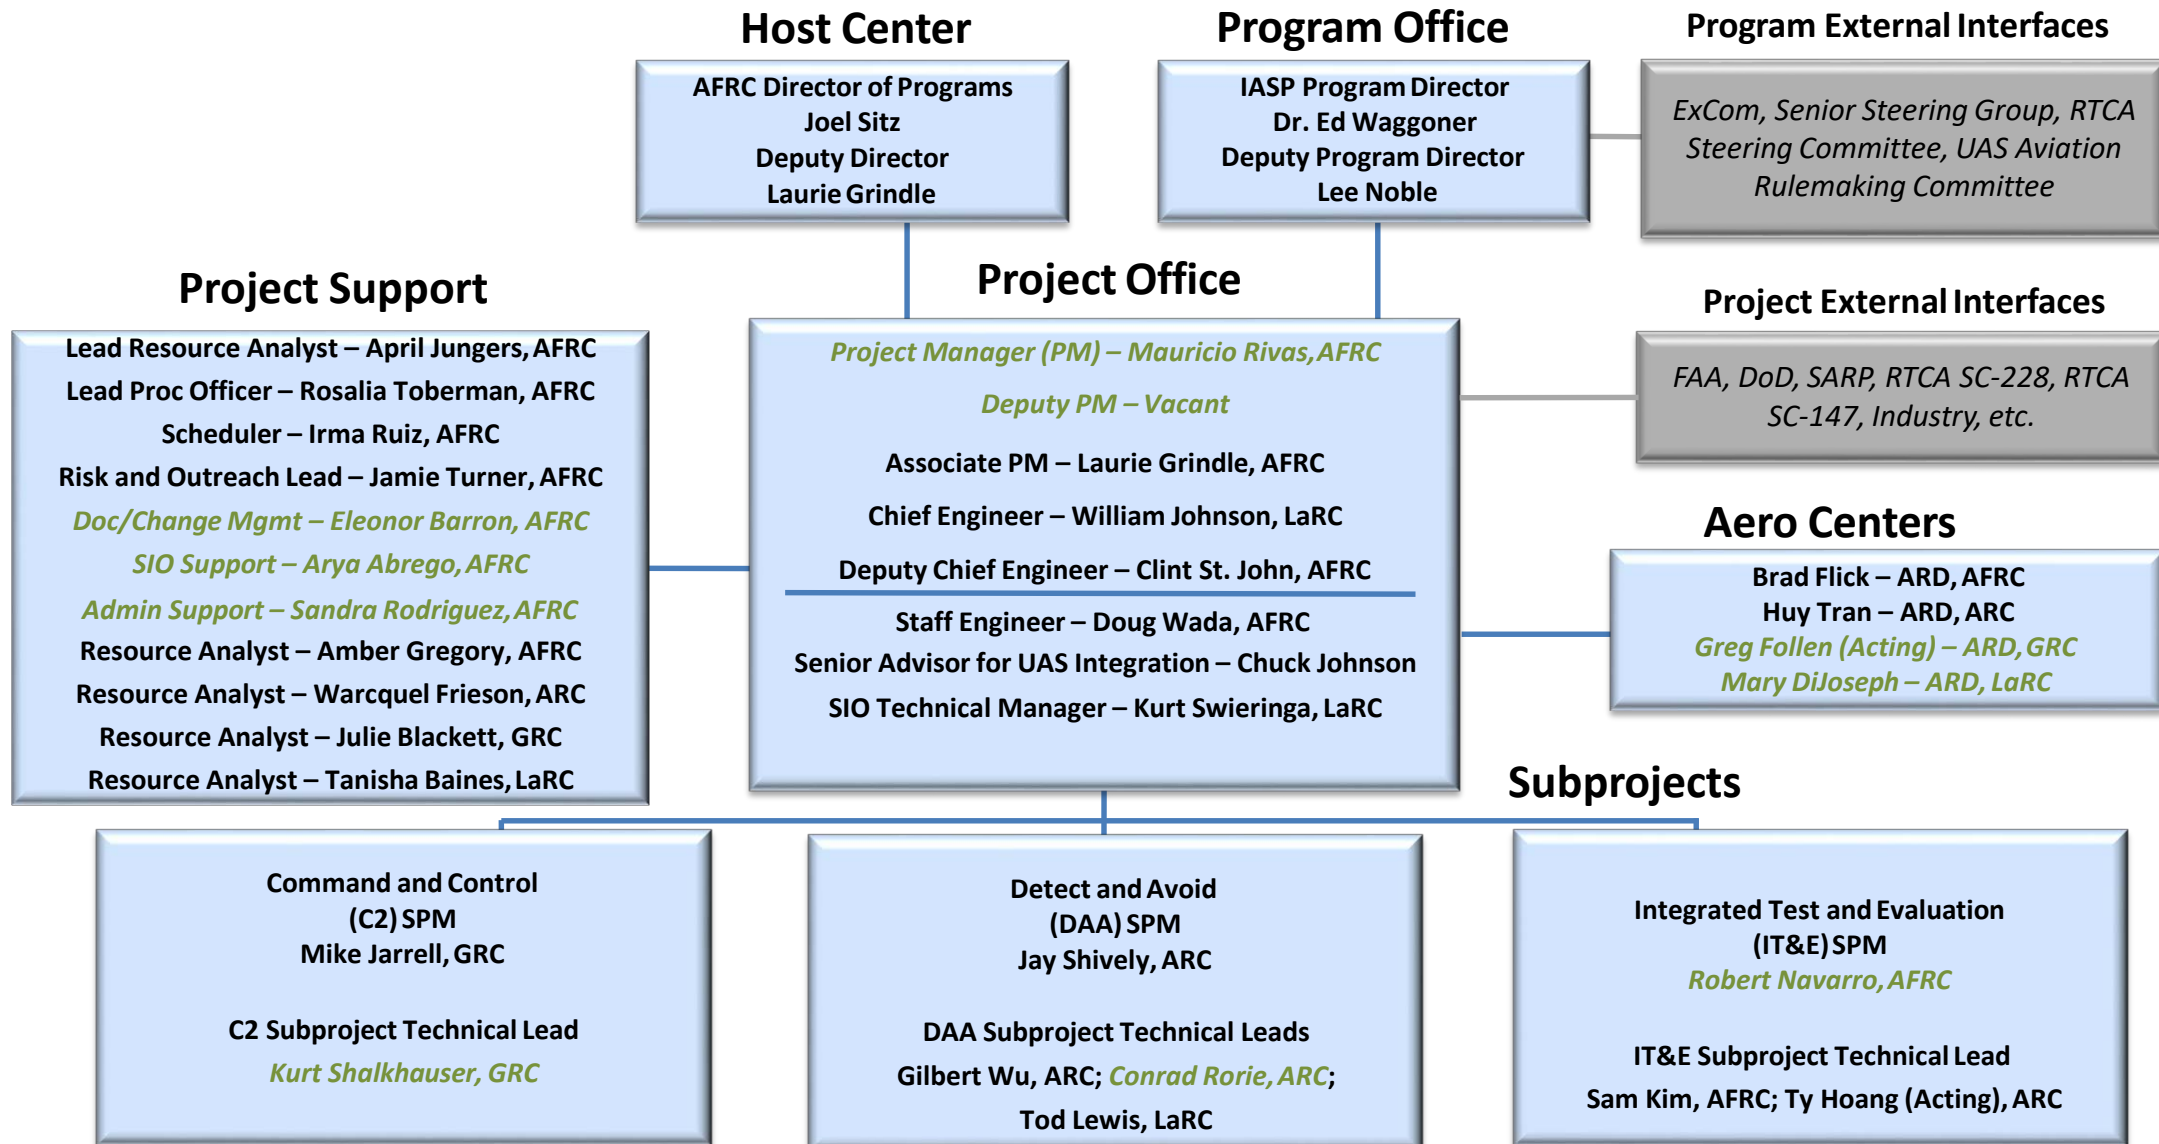 Host Center
AFRC Director of Programs
Joel Sitz
Deputy Director
Laurie Grindle
Program Office
IASP Program Director
Dr. Ed Waggoner
Deputy Program Director
Lee Noble
Program External Interfaces
ExCom, Senior Steering Group, RTCA
Steering Committee, UAS Aviation
Rulemaking Committee
Project Support
Lead Resource Analyst – April Jungers, AFRC
Lead Proc Officer – Rosalia Toberman, AFRC
Scheduler – Irma Ruiz, AFRC
Risk and Outreach Lead – Jamie Turner, AFRC
Doc/Change Mgmt – Eleonor Barron, AFRC
SIO Support – Arya Abrego, AFRC
Admin Support – Sandra Rodriguez, AFRC
Resource Analyst – Amber Gregory, AFRC
Resource Analyst – Warcquel Frieson, ARC
Resource Analyst – Julie Blackett, GRC
Resource Analyst – Tanisha Baines, LaRC
Project Office
Project Manager (PM) – Mauricio Rivas, AFRC
Deputy PM – Vacant
Associate PM – Laurie Grindle, AFRC
Chief Engineer – William Johnson, LaRC
Deputy Chief Engineer – Clint St. John, AFRC
Staff Engineer – Doug Wada, AFRC
Senior Advisor for UAS Integration – Chuck Johnson
SIO Technical Manager – Kurt Swieringa, LaRC
Project External Interfaces
FAA, DoD, SARP, RTCA SC-228, RTCA
SC-147, Industry, etc.
Aero Centers
Brad Flick – ARD, AFRC
Huy Tran – ARD, ARC
Greg Follen (Acting) – ARD, GRC
Mary DiJoseph – ARD, LaRC
Subprojects
Command and Control
(C2) SPM
Mike Jarrell, GRC
C2 Subproject Technical Lead
Kurt Shalkhauser, GRC
Detect and Avoid
(DAA) SPM
Jay Shively, ARC
DAA Subproject Technical Leads
Gilbert Wu, ARC; Conrad Rorie, ARC;
Tod Lewis, LaRC
Integrated Test and Evaluation
(IT&E) SPM
Robert Navarro, AFRC
IT&E Subproject Technical Lead
Sam Kim, AFRC; Ty Hoang (Acting), ARC